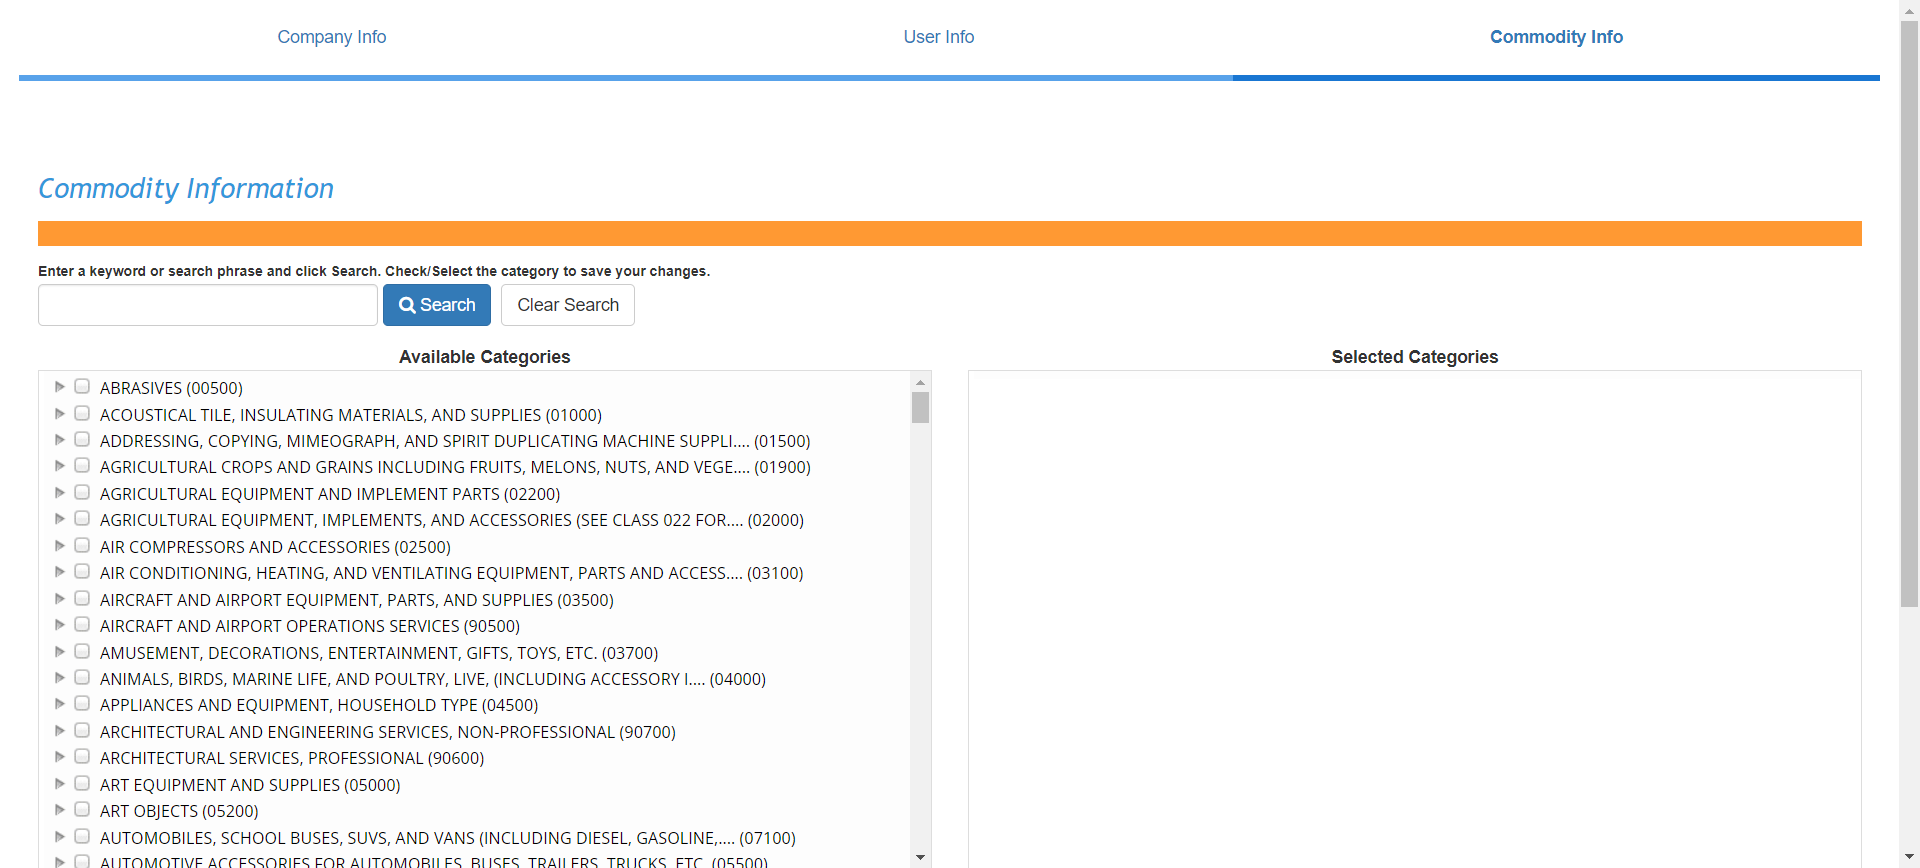 Company Info
User Info
Commodity Info
Commodity Information
Enter a keyword or search phrase and click Search. Check/Select the category to save your changes.
Search
Clear Search
Available Categories
Selected Categories
ABRASIVES (00500)
ACOUSTICAL TILE, INSULATING MATERIALS, AND SUPPLIES (01000)
ADDRESSING, COPYING, MIMEOGRAPH, AND SPIRIT DUPLICATING MACHINE SUPPLI.... (01500)
AGRICULTURAL CROPS AND GRAINS INCLUDING FRUITS, MELONS, NUTS, AND VEGE.... (01900)
AGRICULTURAL EQUIPMENT AND IMPLEMENT PARTS (02200)
AGRICULTURAL EQUIPMENT, IMPLEMENTS, AND ACCESSORIES (SEE CLASS 022 FOR.... (02000)
AIR COMPRESSORS AND ACCESSORIES (02500)
AIR CONDITIONING, HEATING, AND VENTILATING EQUIPMENT, PARTS AND ACCESS.... (03100)
AIRCRAFT AND AIRPORT EQUIPMENT, PARTS, AND SUPPLIES (03500)
AIRCRAFT AND AIRPORT OPERATIONS SERVICES (90500)
AMUSEMENT, DECORATIONS, ENTERTAINMENT, GIFTS, TOYS, ETC. (03700)
ANIMALS, BIRDS, MARINE LIFE, AND POULTRY, LIVE, (INCLUDING ACCESSORY I.... (04000)
APPLIANCES AND EQUIPMENT, HOUSEHOLD TYPE (04500)
ARCHITECTURAL AND ENGINEERING SERVICES, NON-PROFESSIONAL (90700)
ARCHITECTURAL SERVICES, PROFESSIONAL (90600)
ART EQUIPMENT AND SUPPLIES (05000)
ART OBJECTS (05200)
AUTOMOBILES, SCHOOL BUSES, SUVS, AND VANS (INCLUDING DIESEL, GASOLINE,.... (07100)
AUTOMOTIVE ACCESSORIES FOR AUTOMOBILES, BUSES, TRAILERS, TRUCKS, ETC. (05500)